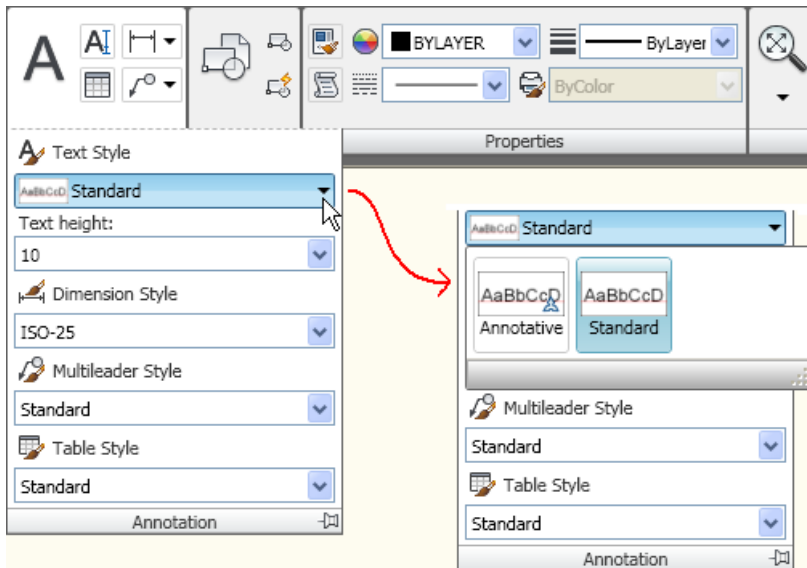 A
A
BYLAYER
ByLayer
ByColor
Properties
Text Style
AaBbCcD Standard
Text height:
10
Dimension Style
ISO-25
Multileader Style
Standard
Table Style
Standard
Annotation
AaBbCcD Standard
AaBbCcD
Annotative
AaBbCcD
Standard
Multileader Style
Standard
Table Style
Standard
Annotation